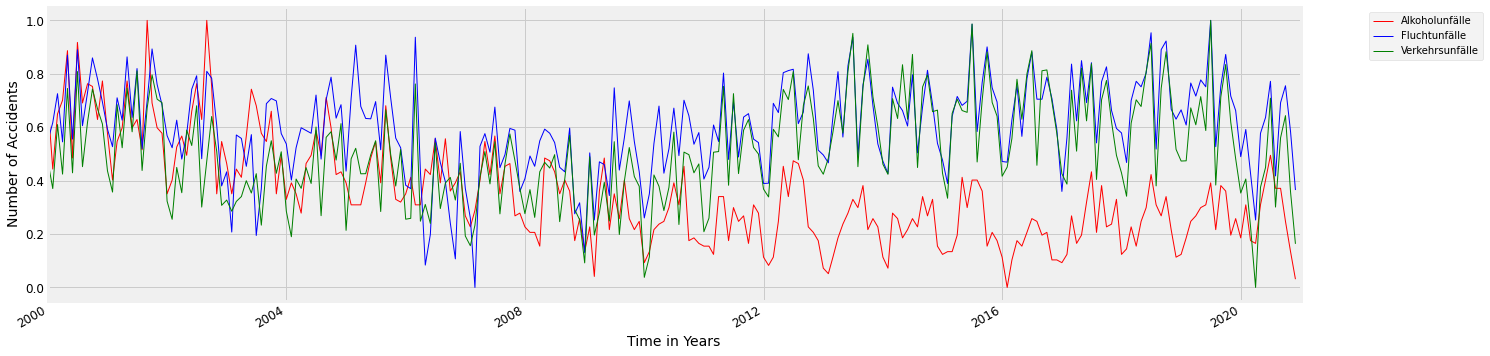 1.0
0.8
0.6
0.4
0.2
0.0
Number of Accidents
2000
2004
2008
2012
2016
2020
Time in Years
Alkoholunfälle
Fluchtunfälle
Verkehrsunfälle